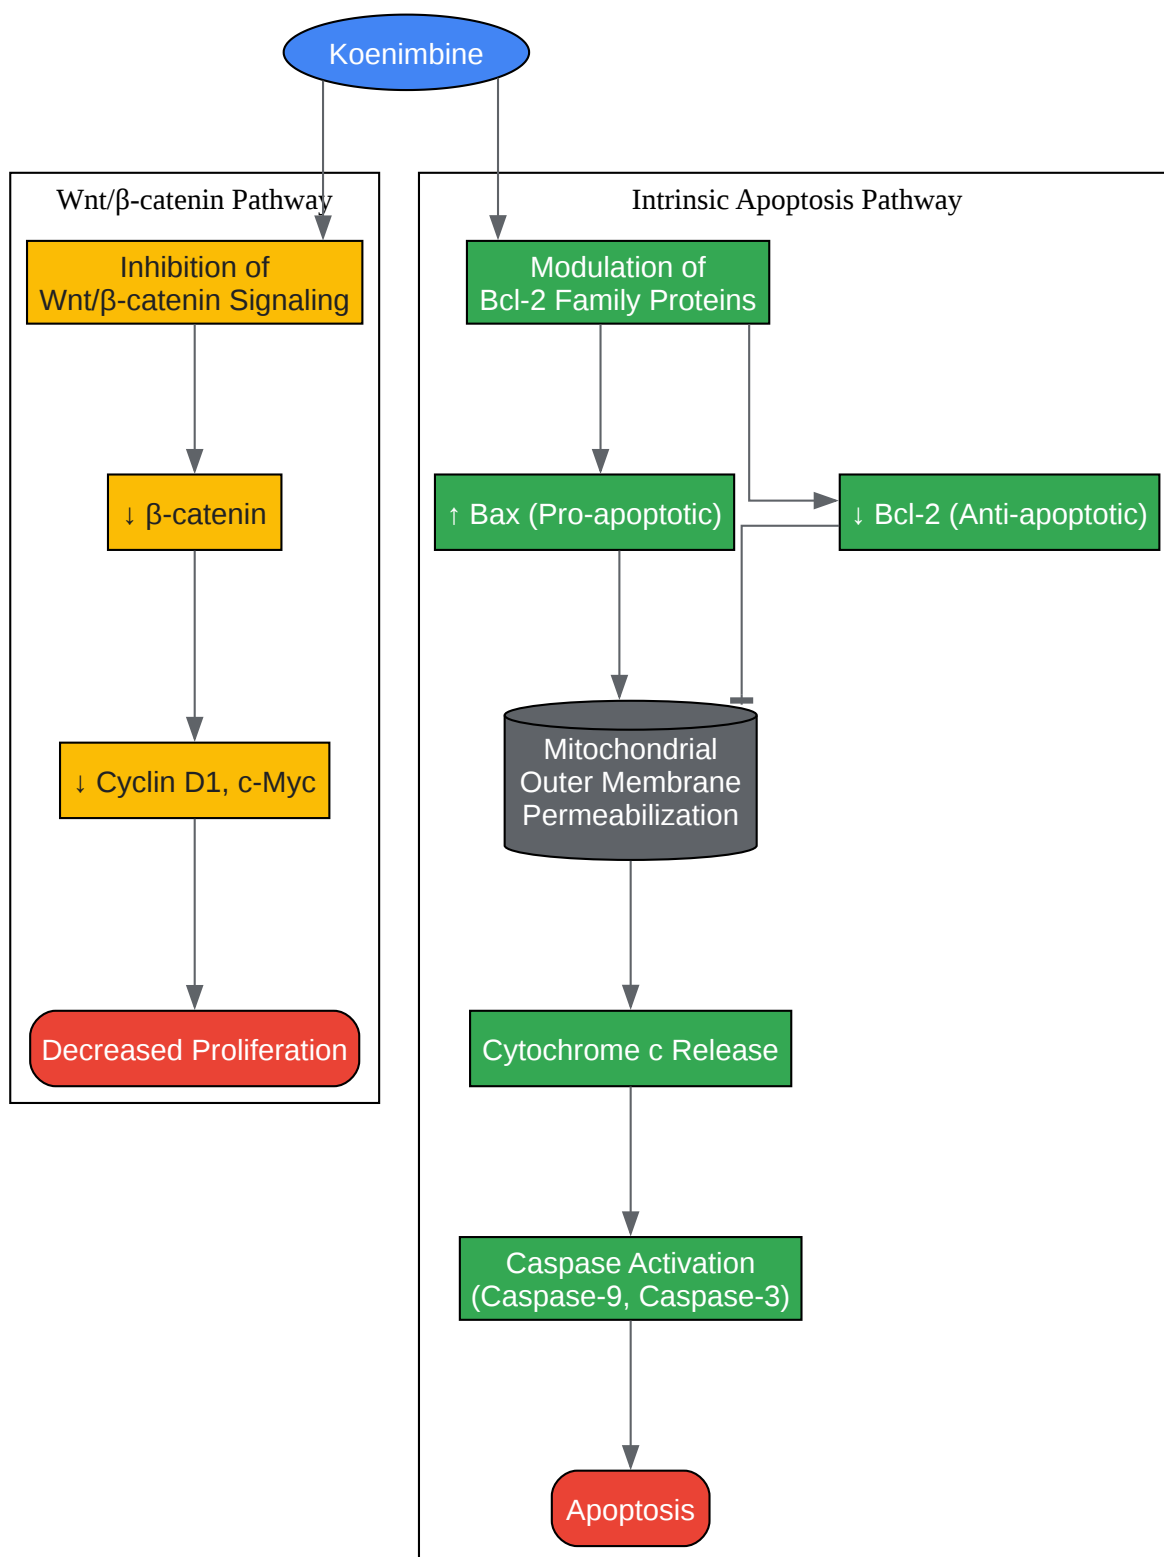 Koenimbine
Wnt/β-catenin Pathway
Inhibition of
Wnt/β-catenin Signaling
↓ β-catenin
↓ Cyclin D1, c-Myc
Decreased Proliferation
Intrinsic Apoptosis Pathway
Modulation of
Bcl-2 Family Proteins
↑ Bax (Pro-apoptotic)
↓ Bcl-2 (Anti-apoptotic)
Mitochondrial
Outer Membrane
Permeabilization
Cytochrome c Release
Caspase Activation
(Caspase-9, Caspase-3)
Apoptosis